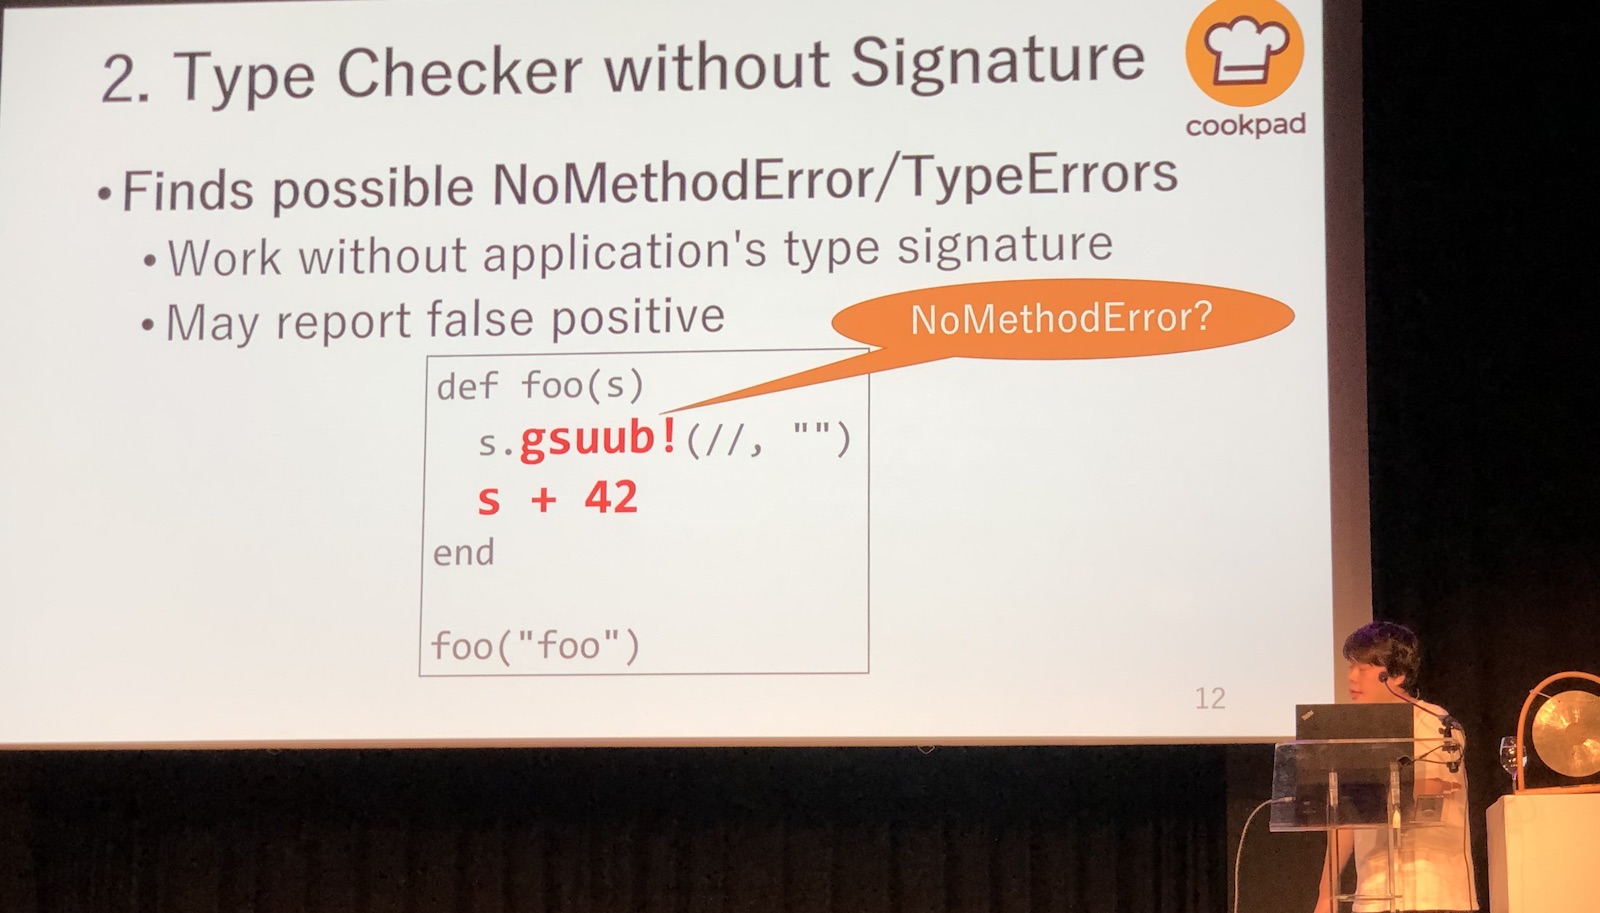 2. Type Checker without Signature
cookpad
•Finds possible NoMethodError/TypeErrors
•Work without application's type signature
•May report false positive
NoMethodError?
def foo(s)
s.gsuub!(//, "")
s + 42
end
foo("foo")
12